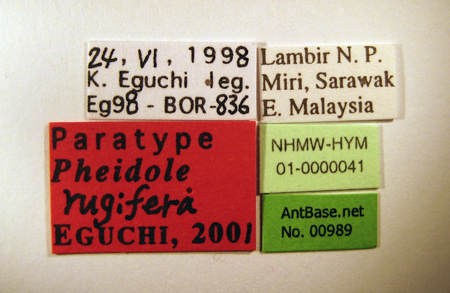 24, VI, 1998
K. Eguchi leg.
Eg98 - BOR-836
Lambir N. P.
Miri, Sarawak
E. Malaysia
Paratype
Pheidole
rugifera
EGUCHI, 2001
NHMW-HYM
01-0000041
AntBase.net
No. 00989